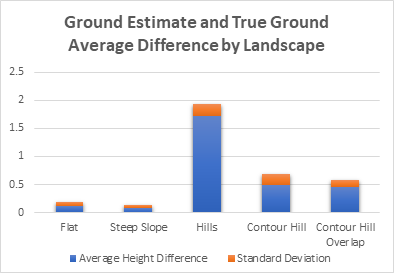 Ground Estimate and True Ground
Average Difference by Landscape
2.5
2
1.5
1
0.5
0
Flat
Steep Slope
Hills
Contour Hill
Contour Hill
Overlap
Average Height Difference
Standard Deviation